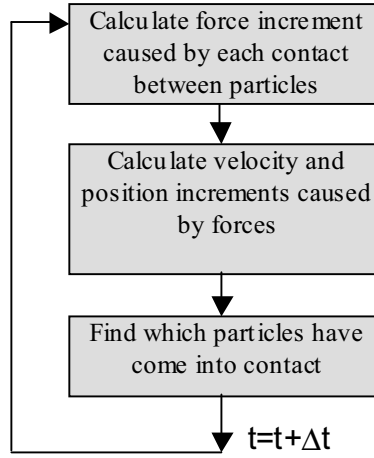 Calculate force increment
caused by each contact
between particles
Calculate velocity and
position increments caused
by forces
Find which particles have
come into contact
t=t+Δt